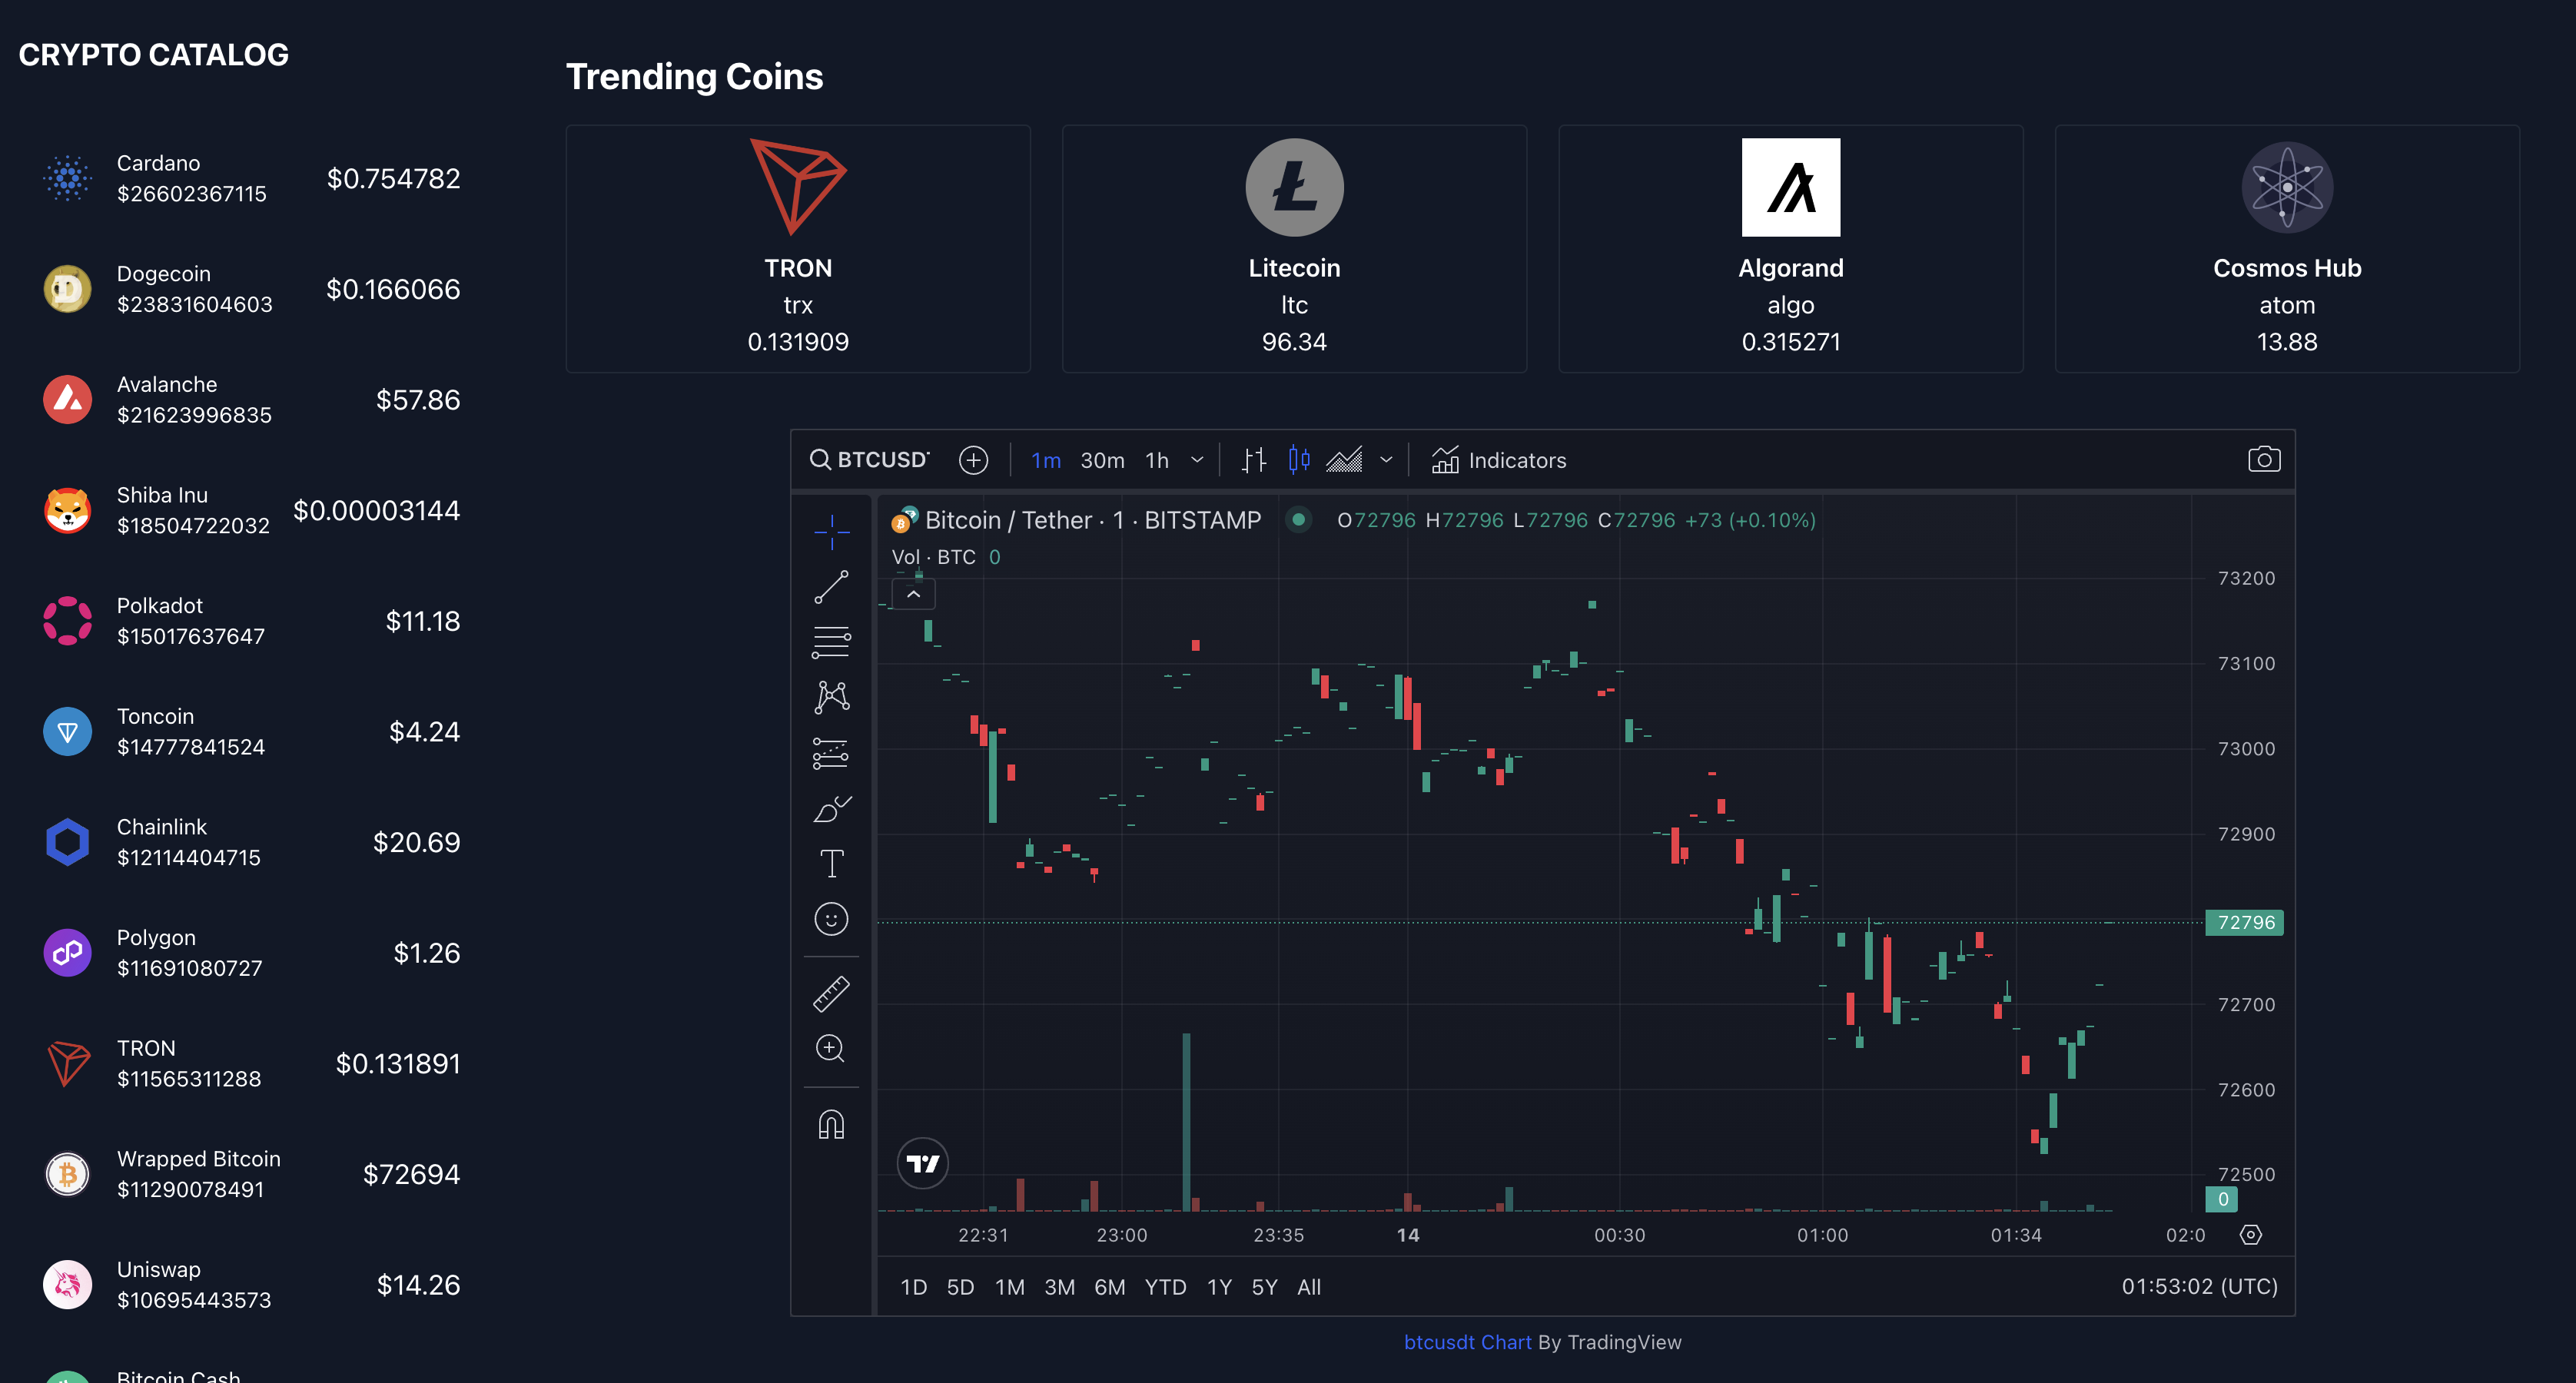 CRYPTO CATALOG
Cardano
$26602367115
$0.754782
Dogecoin
$23831604603
$0.166066
Avalanche
$21623996835
$57.86
Shiba Inu
$18504722032
$0.00003144
Polkadot
$15017637647
$11.18
Toncoin
$14777841524
$4.24
Chainlink
$12114404715
$20.69
Polygon
$11691080727
$1.26
TRON
$11565311288
$0.131891
Wrapped Bitcoin
$11290078491
$72694
Uniswap
$10695443573
$14.26
Bitcoin Cash
Trending Coins
TRON
trx
0.131909
Litecoin
ltc
96.34
Algorand
algo
0.315271
Cosmos Hub
atom
13.88
BTCUSD 1m 30m 1h Indicators
Bitcoin / Tether · 1 · BITSTAMP O72796 H72796 L72796 C72796 +73 (+0.10%)
Vol · BTC 0
73200
73100
73000
72900
72796
72700
72600
72500
0
22:31 23:00 23:35 14 00:30 01:00 01:34 02:0
1D 5D 1M 3M 6M YTD 1Y 5Y All 01:53:02 (UTC)
btcusdt Chart By TradingView